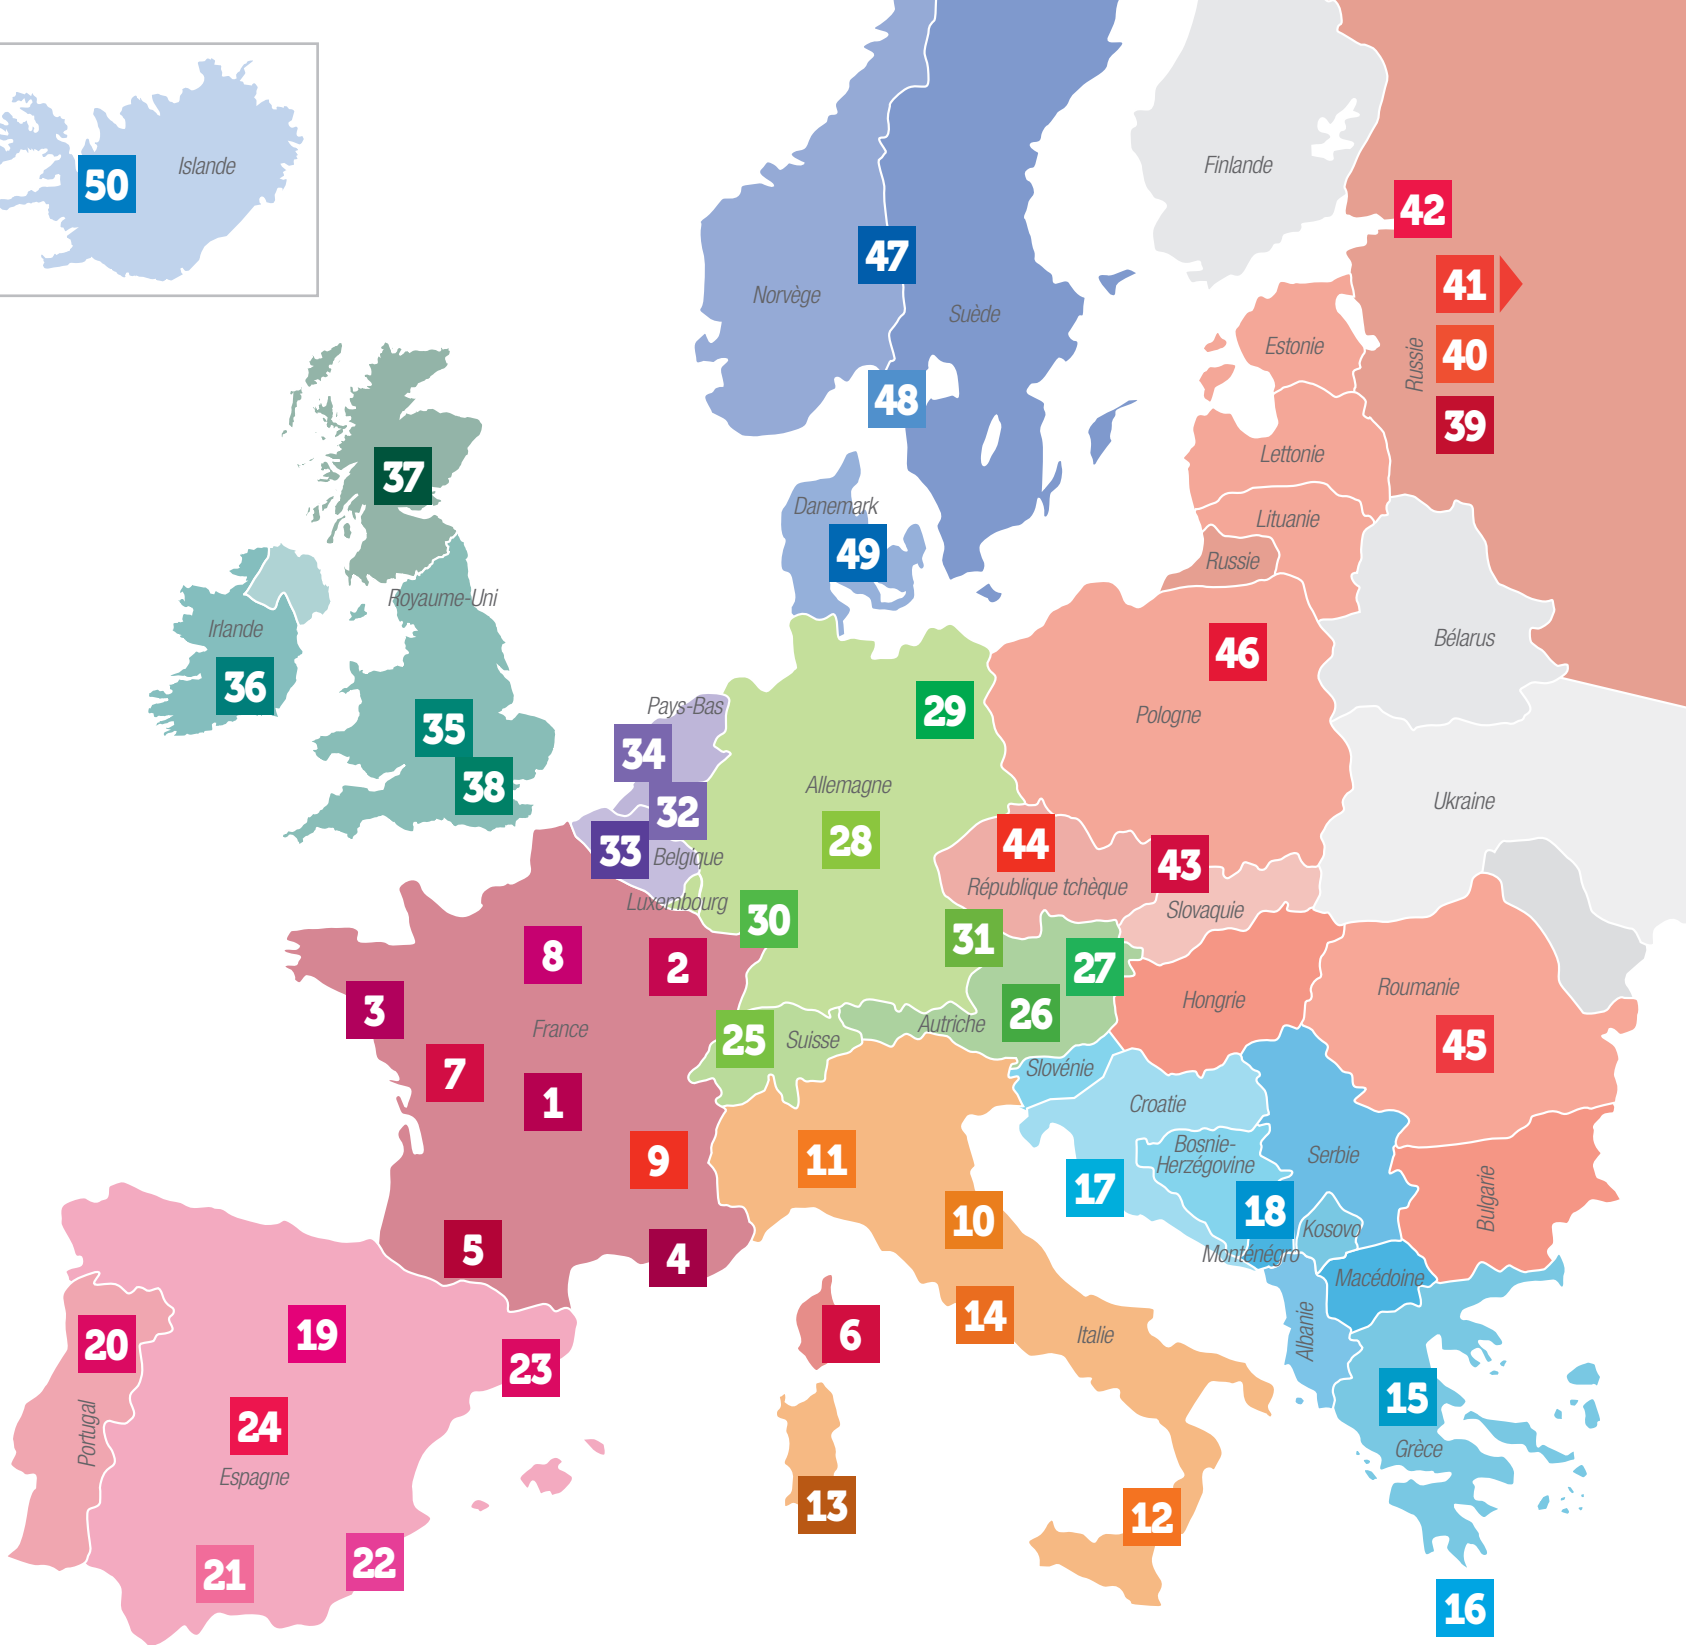 50
Islande
Finlande
42
47
41
Norvège
Suède
Estonie
Russie
40
48
39
Lettonie
37
Danemark
Lituanie
49
Russie
Royaume-Uni
Irlande
Bélarus
46
36
Pays-Bas
29
Pologne
35
34
Allemagne
38
32
Ukraine
28
33
Belgique
44
43
République tchèque
Luxembourg
30
Slovaquie
31
8
2
27
3
Roumanie
Hongrie
26
France
25
Suisse
Autriche
45
7
Slovénie
1
Croatie
Bosnie-
Herzégovine
9
11
Serbie
17
Bulgarie
18
10
Kosovo
5
4
Monténégro
Macédoine
14
19
20
6
Italie
Albanie
23
15
24
Portugal
Grèce
Espagne
13
12
22
21
16